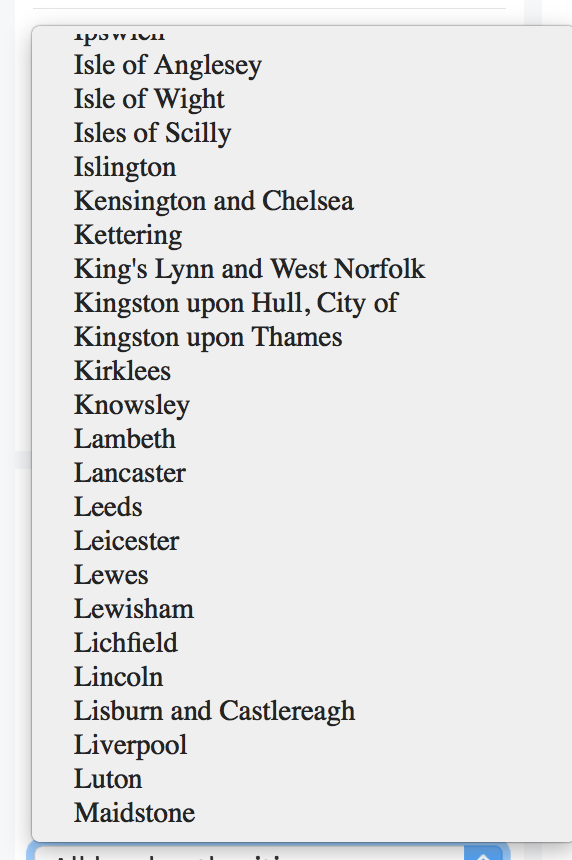 Ipswich
Isle of Anglesey
Isle of Wight
Isles of Scilly
Islington
Kensington and Chelsea
Kettering
King's Lynn and West Norfolk
Kingston upon Hull, City of
Kingston upon Thames
Kirklees
Knowsley
Lambeth
Lancaster
Leeds
Leicester
Lewes
Lewisham
Lichfield
Lincoln
Lisburn and Castlereagh
Liverpool
Luton
Maidstone